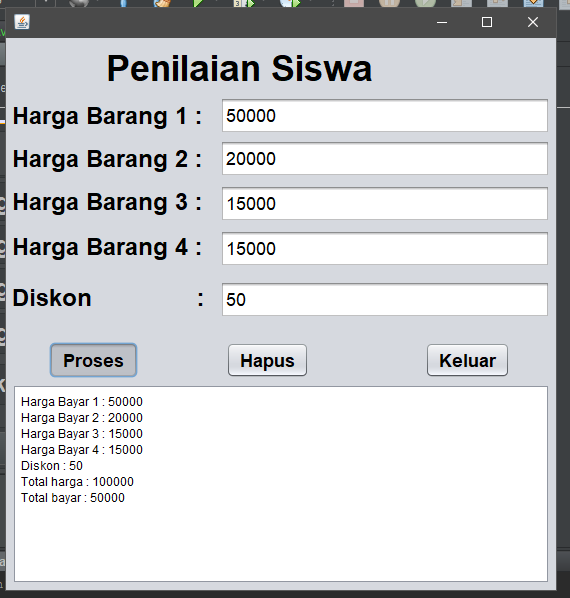 Penilaian Siswa
Harga Barang 1 : 50000
Harga Barang 2 : 20000
Harga Barang 3 : 15000
Harga Barang 4 : 15000
Diskon : 50
Proses Hapus Keluar
Harga Bayar 1 : 50000
Harga Bayar 2 : 20000
Harga Bayar 3 : 15000
Harga Bayar 4 : 15000
Diskon : 50
Total harga : 100000
Total bayar : 50000